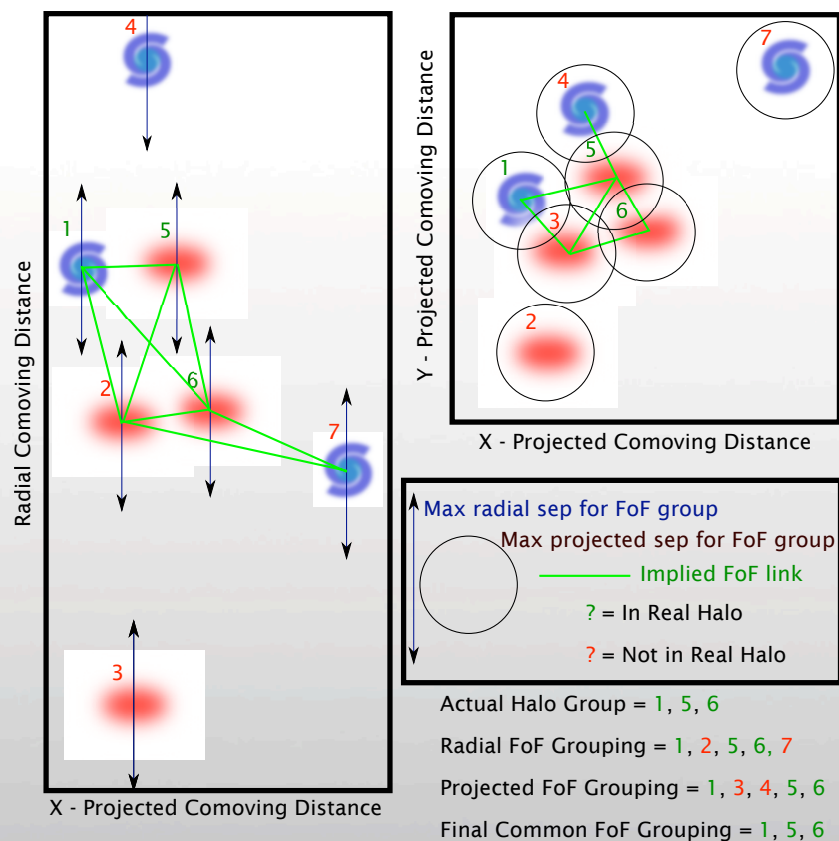 4
1
5
2
6
7
3
Radial Comoving Distance
X - Projected Comoving Distance
7
4
5
1
6
3
2
Y - Projected Comoving Distance
X - Projected Comoving Distance
Max radial sep for FoF group
Max projected sep for FoF group
Implied FoF link
? = In Real Halo
? = Not in Real Halo
Actual Halo Group = 1, 5, 6
Radial FoF Grouping = 1, 2, 5, 6, 7
Projected FoF Grouping = 1, 3, 4, 5, 6
Final Common FoF Grouping = 1, 5, 6